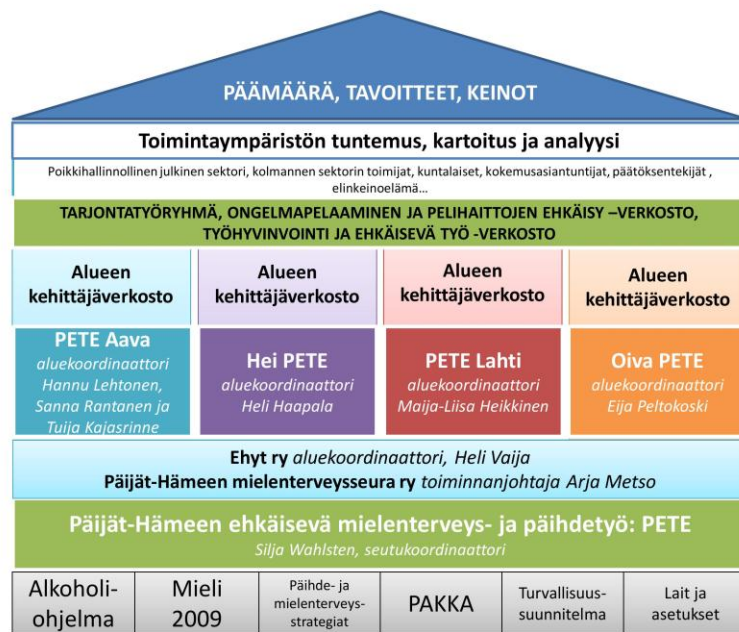 PÄÄMÄÄRÄ, TAVOITTEET, KEINOT
Toimintaympäristön tuntemus, kartoitus ja analyysi
Poikkihallinnollinen julkinen sektori, kolmannen sektorin toimijat, kuntalaiset, kokemusasiantuntijat, päätöksentekijät ,
elinkeinoelämä…
TARJONTATYÖRYHMÄ, ONGELMAPELAAMINEN JA PELIHAITTOJEN EHKÄISY –VERKOSTO,
TYÖHYVINVOINTI JA EHKÄISEVÄ TYÖ -VERKOSTO
Alueen
kehittäjäverkosto
Alueen
kehittäjäverkosto
Alueen
kehittäjäverkosto
Alueen
kehittäjäverkosto
PETE Aava
aluekoordinaattori
Hannu Lehtonen,
Sanna Rantanen ja
Tuija Kajasrinne
Hei PETE
aluekoordinaattori
Heli Haapala
PETE Lahti
aluekoordinaattori
Maija-Liisa Heikkinen
Oiva PETE
aluekoordinaattori
Eija Peltokoski
Ehyt ry aluekoordinaattori, Heli Vaija
Päijät-Hämeen mielenterveysseura ry toiminnanjohtaja Arja Metso
Päijät-Hämeen ehkäisevä mielenterveys- ja päihdetyö: PETE
Silja Wahlsten, seutukoordinaattori
Alkoholi-
ohjelma
Mieli
2009
Päihde- ja
mielenterveys-
strategiat
PAKKA
Turvallisuus-
suunnitelma
Lait ja
asetukset